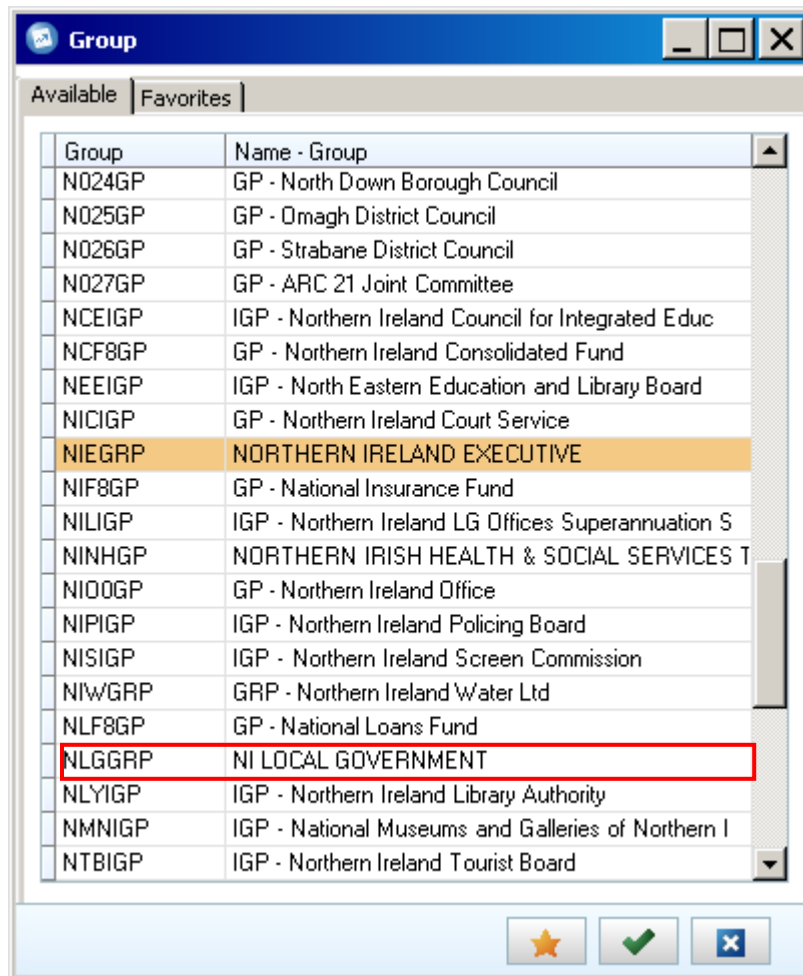 Group
Available Favorites
Group Name - Group
N024GP GP - North Down Borough Council
N025GP GP - Omagh District Council
N026GP GP - Strabane District Council
N027GP GP - ARC 21 Joint Committee
NCEIGP IGP - Northern Ireland Council for Integrated Educ
NCF8GP GP - Northern Ireland Consolidated Fund
NEEIGP IGP - North Eastern Education and Library Board
NICIGP GP - Northern Ireland Court Service
NIEGRP NORTHERN IRELAND EXECUTIVE
NIF8GP GP - National Insurance Fund
NILIGP IGP - Northern Ireland LG Offices Superannuation S
NINHGP NORTHERN IRISH HEALTH & SOCIAL SERVICES T
NIO0GP GP - Northern Ireland Office
NIPIGP IGP - Northern Ireland Policing Board
NISIGP IGP - Northern Ireland Screen Commission
NIWGRP GRP - Northern Ireland Water Ltd
NLF8GP GP - National Loans Fund
NLGGRP NI LOCAL GOVERNMENT
NLYIGP IGP - Northern Ireland Library Authority
NMNIGP IGP - National Museums and Galleries of Northern I
NTBIGP IGP - Northern Ireland Tourist Board